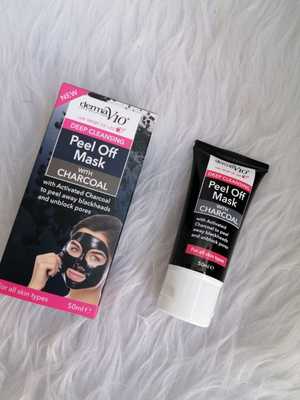 NEW
dermaV10
DEEP CLEANSING
Peel Off
Mask
WITH
CHARCOAL
with Activated Charcoal
to peel away blackheads
and unblock pores
For all skin types
50ml e
dermaV10
DEEP CLEANSING
Peel Off
Mask
WITH
CHARCOAL
with Activated
Charcoal to peel
away blackheads
and unblock pores
For all skin types
50ml e